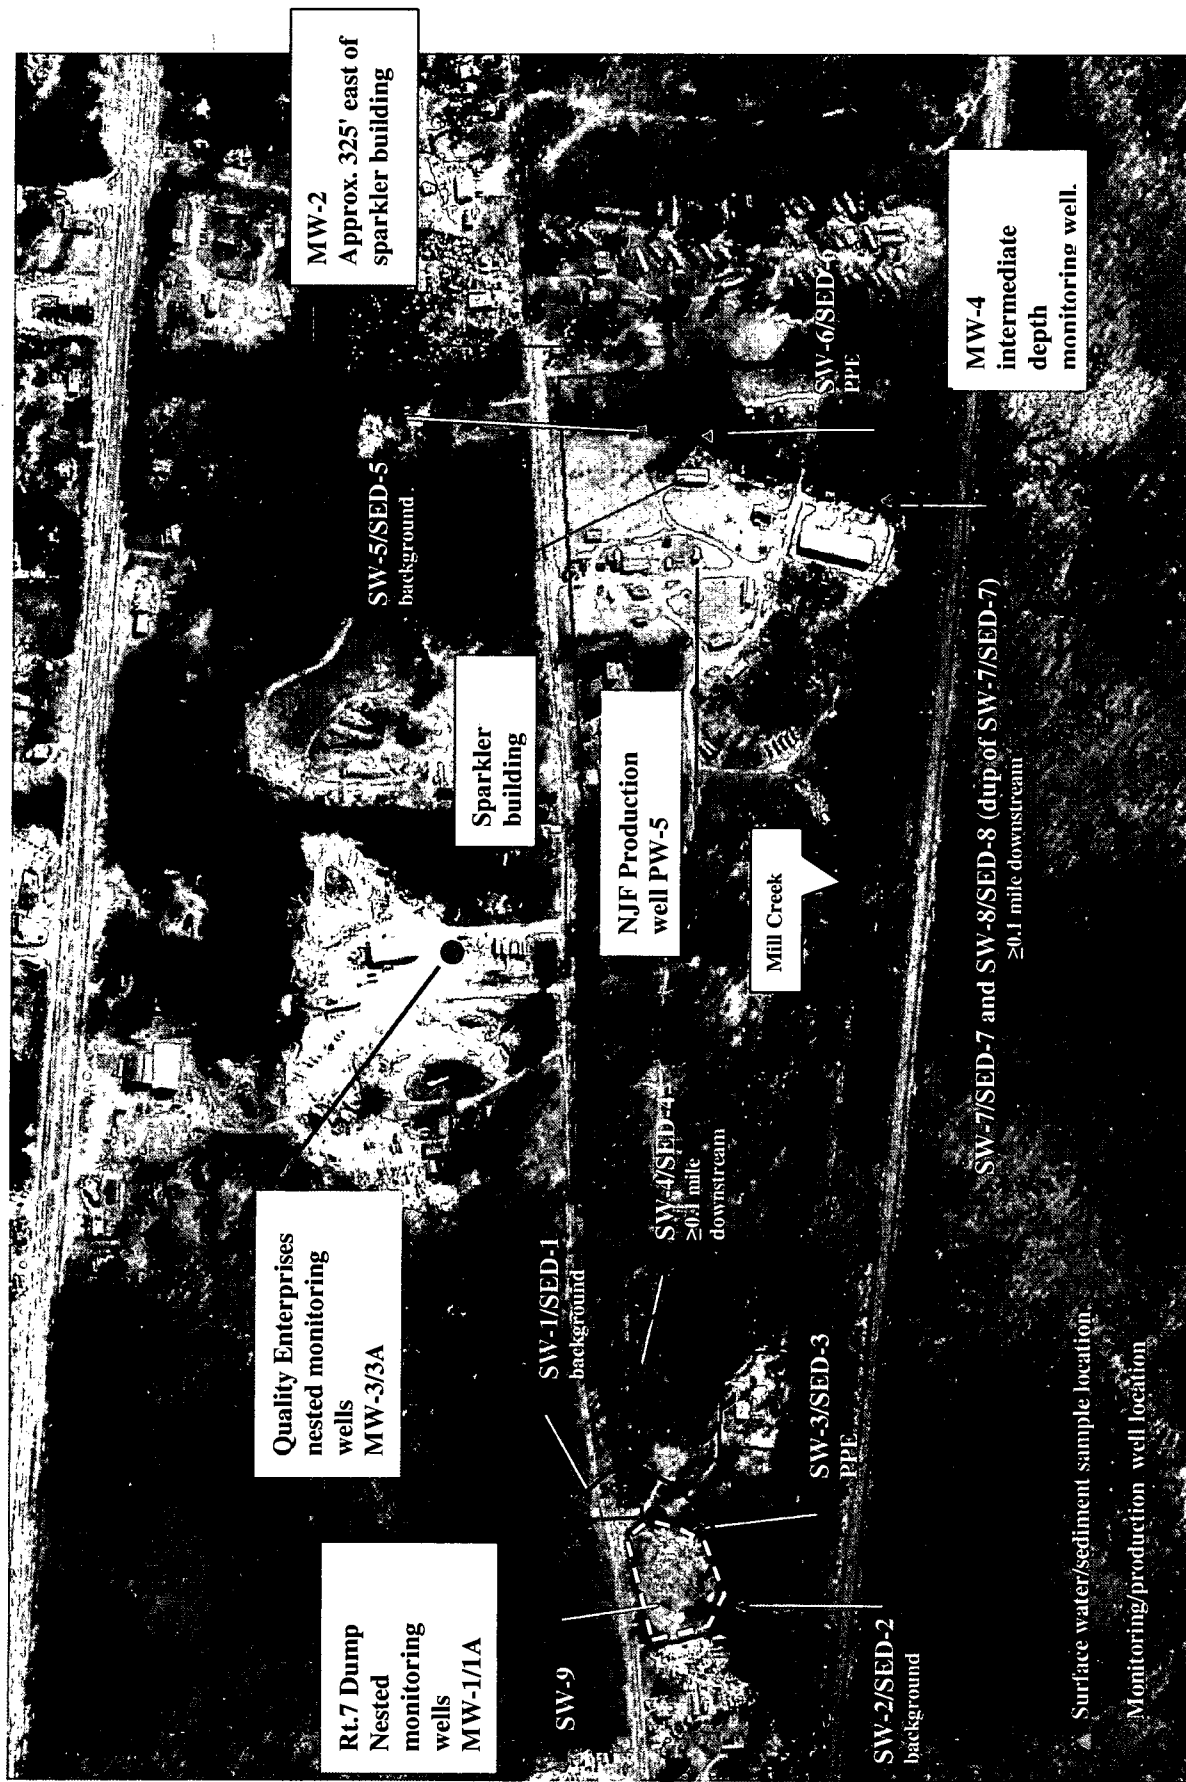 Rt.7 Dump
Nested
monitoring
wells
MW-1/1A
Quality Enterprises
nested monitoring
wells
MW-3/3A
MW-2
Approx. 325' east of
sparkler building
SW-5/SED-5
background
Sparkler
building
SW-9
SW-1/SED-1
background
NJF Production
well PW-5
SW-4/SED-4
≥0.1 mile
downstream
Mill Creek
SW-3/SED-3
PPE
SW-6/SED-6
PPE
SW-2/SED-2
background
SW-7/SED-7 and SW-8/SED-8 (dup of SW-7/SED-7)
≥0.1 mile downstream
MW-4
intermediate
depth
monitoring well.
Surface water/sediment sample location
Monitoring/production well location